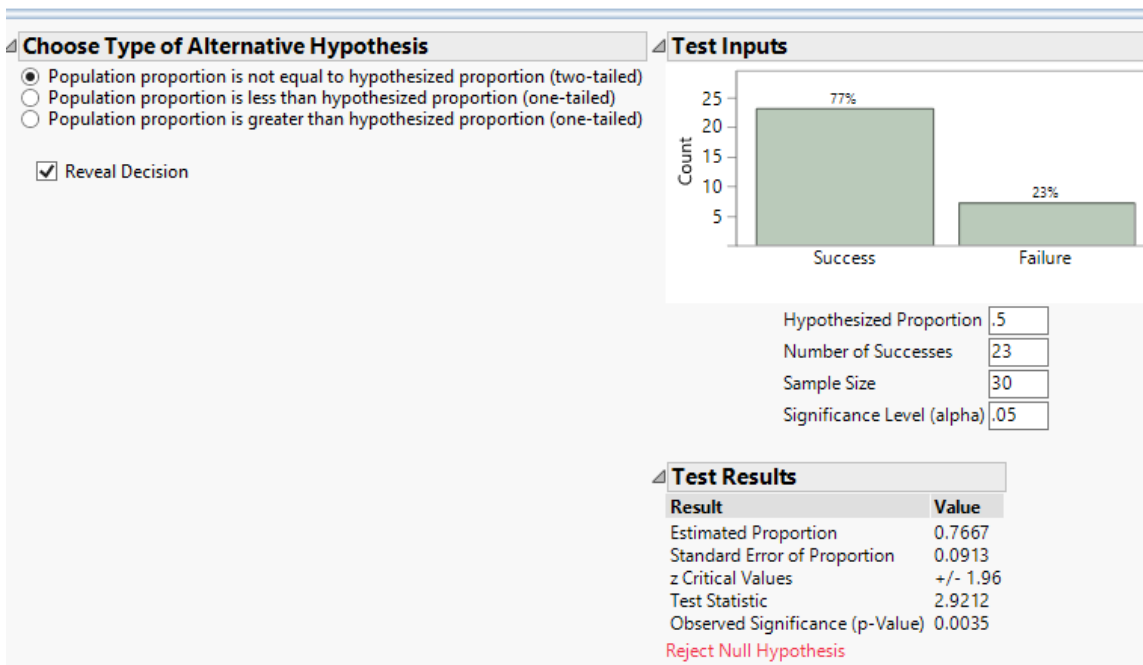 Choose Type of Alternative Hypothesis
Population proportion is not equal to hypothesized proportion (two-tailed)
Population proportion is less than hypothesized proportion (one-tailed)
Population proportion is greater than hypothesized proportion (one-tailed)
Reveal Decision
Test Inputs
Count
25
20
15
10
5
77%
23%
Success
Failure
Hypothesized Proportion .5
Number of Successes 23
Sample Size 30
Significance Level (alpha) .05
Test Results
Result Value
Estimated Proportion 0.7667
Standard Error of Proportion 0.0913
z Critical Values +/- 1.96
Test Statistic 2.9212
Observed Significance (p-Value) 0.0035
Reject Null Hypothesis